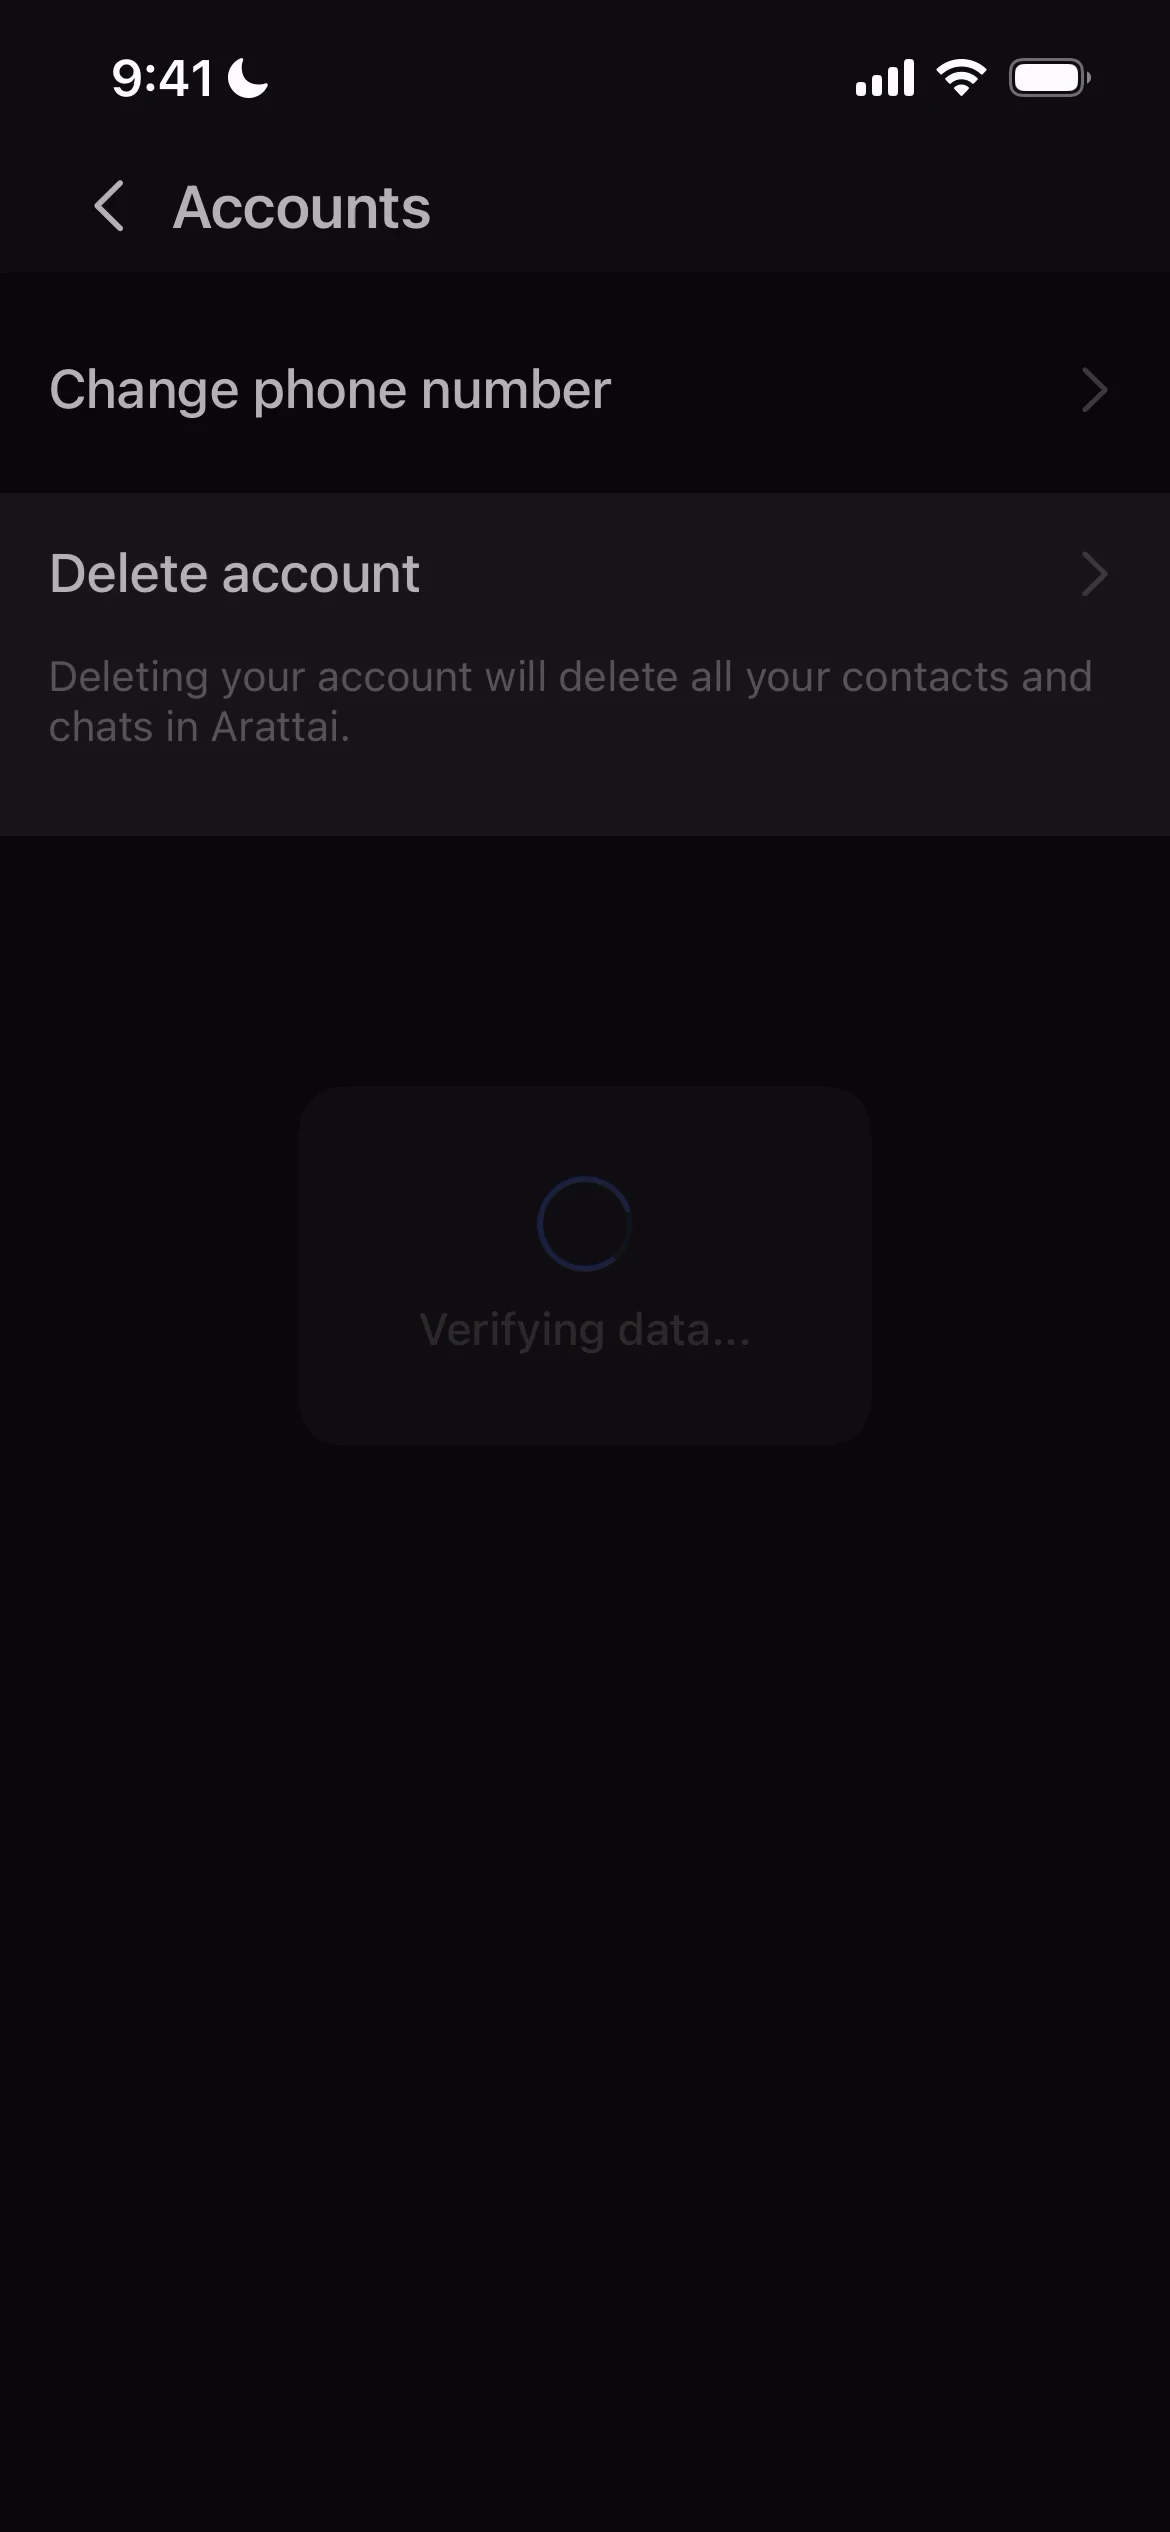 9:41
Accounts
Change phone number
Delete account
Deleting your account will delete all your contacts and
chats in Arattai.
Verifying data...